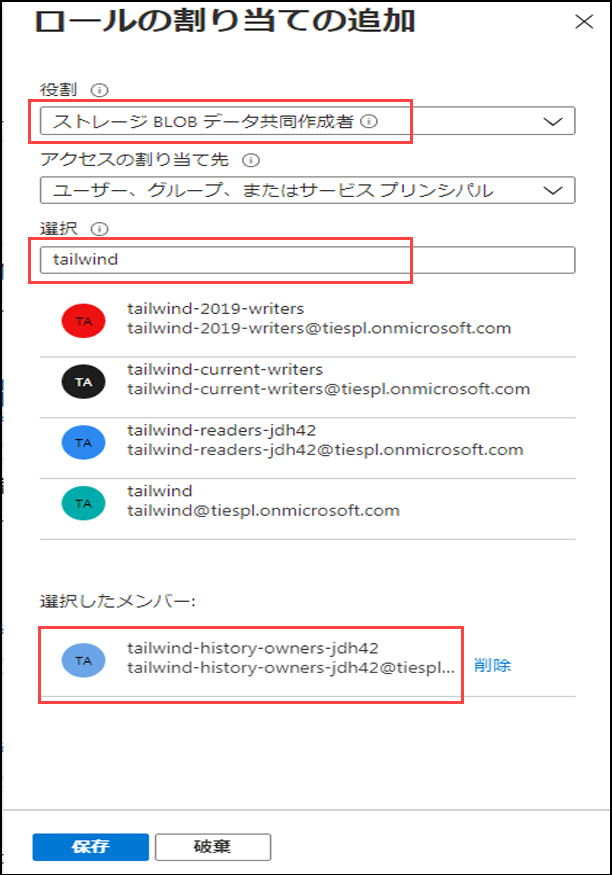 ロールの割り当ての追加
役割
ストレージ BLOB データ共同作成者
アクセスの割り当て先
ユーザー、グループ、またはサービス プリンシパル
選択
tailwind
TA
tailwind-2019-writers
tailwind-2019-writers@tiespl.onmicrosoft.com
TA
tailwind-current-writers
tailwind-current-writers@tiespl.onmicrosoft.com
TA
tailwind-readers-jdh42
tailwind-readers-jdh42@tiespl.onmicrosoft.com
TA
tailwind
tailwind@tiespl.onmicrosoft.com
選択したメンバー:
TA
tailwind-history-owners-jdh42
tailwind-history-owners-jdh42@tiespl...
削除
保存
破棄